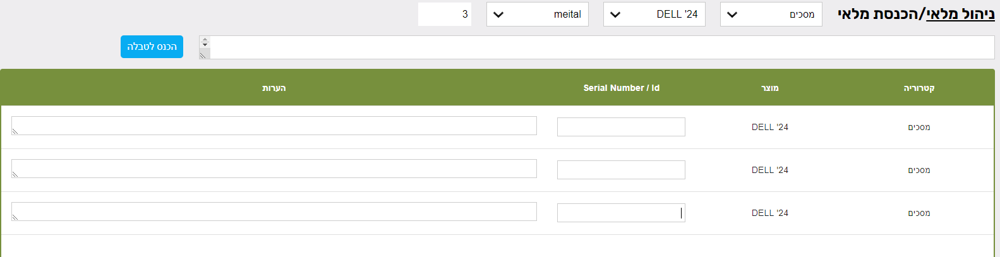 ניהול מלאי/הכנסת מלאי מסכים DELL '24 meital 3
הכנס לטבלה
קטרוריה מוצר Serial Number / Id הערות
מסכים DELL '24
מסכים DELL '24
מסכים DELL '24